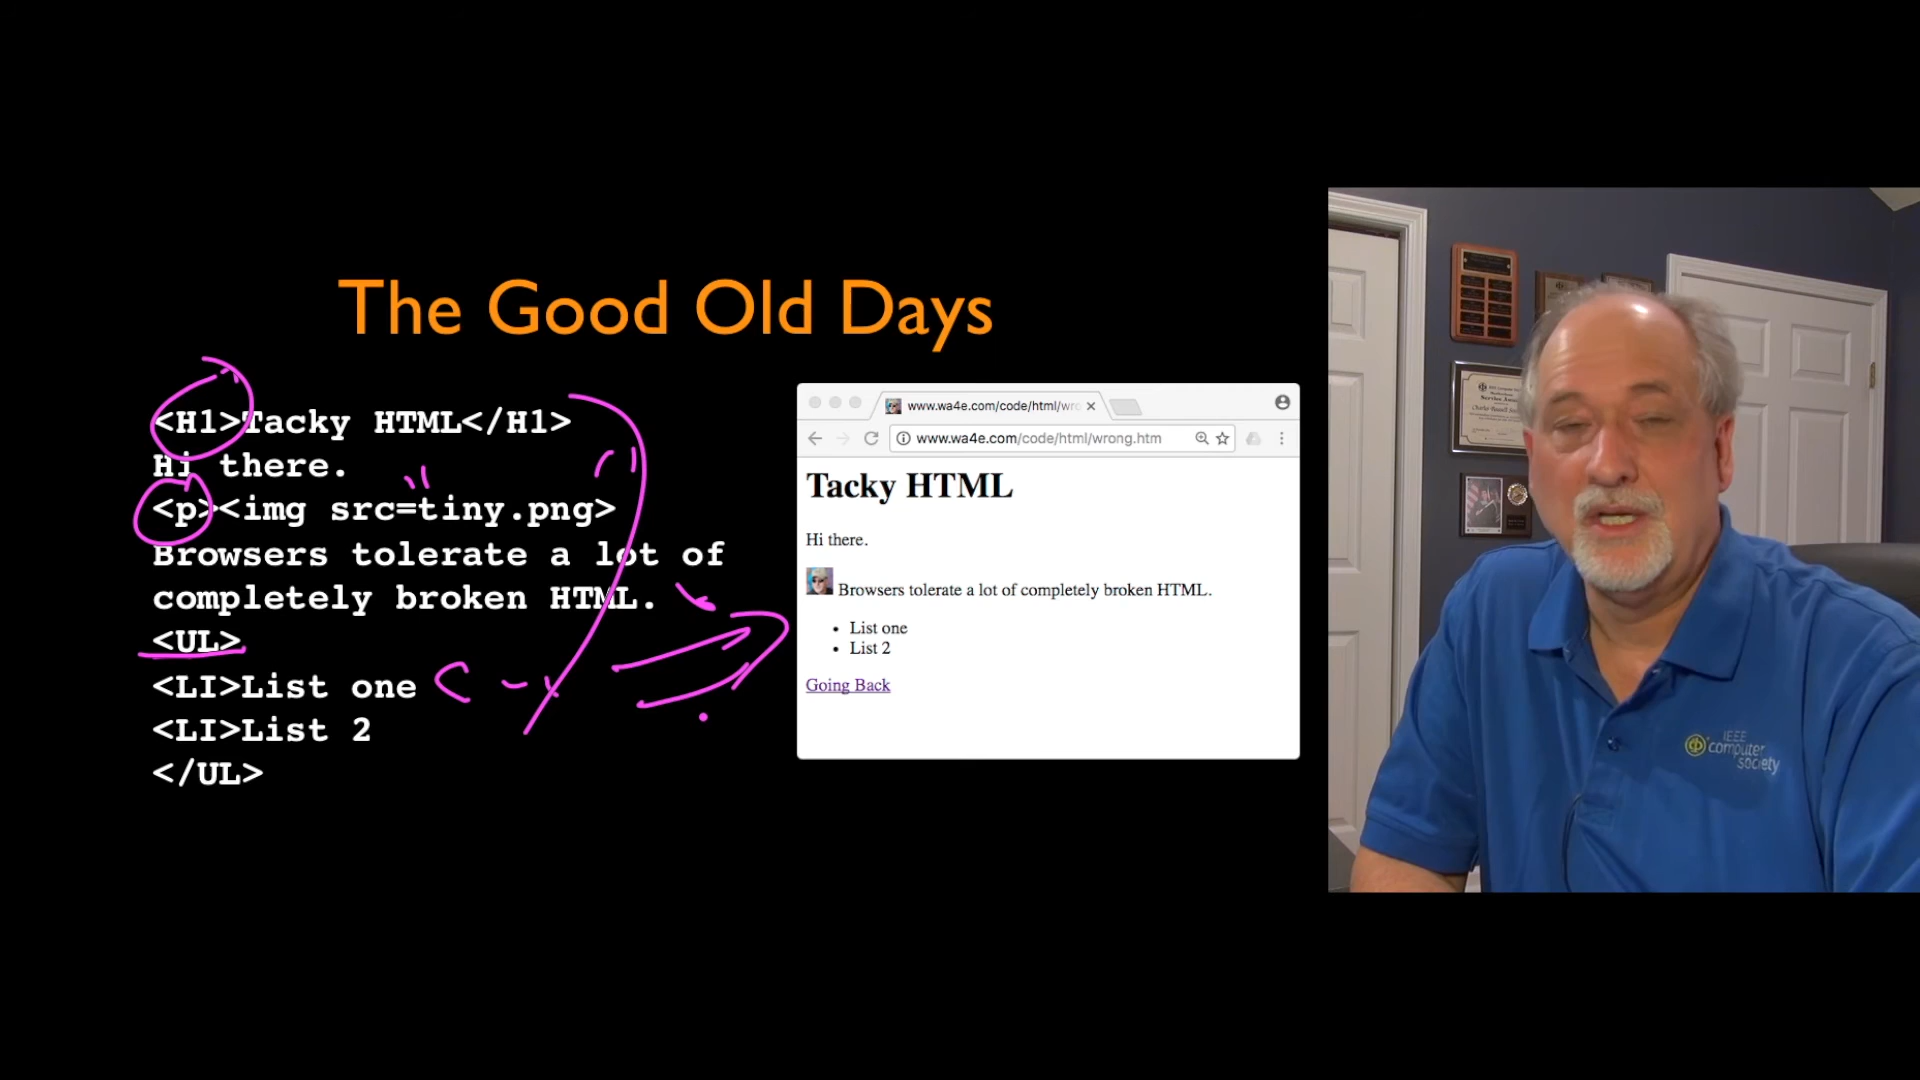 The Good Old Days
<H1>Tacky HTML</H1>
Hi there.
<p><img src=tiny.png>
Browsers tolerate a lot of
completely broken HTML.
<UL>
<LI>List one
<LI>List 2
</UL>
www.wa4e.com/code/html/wro
www.wa4e.com/code/html/wrong.htm
Tacky HTML
Hi there.
Browsers tolerate a lot of completely broken HTML.
List one
List 2
Going Back
IEEE
computer
society